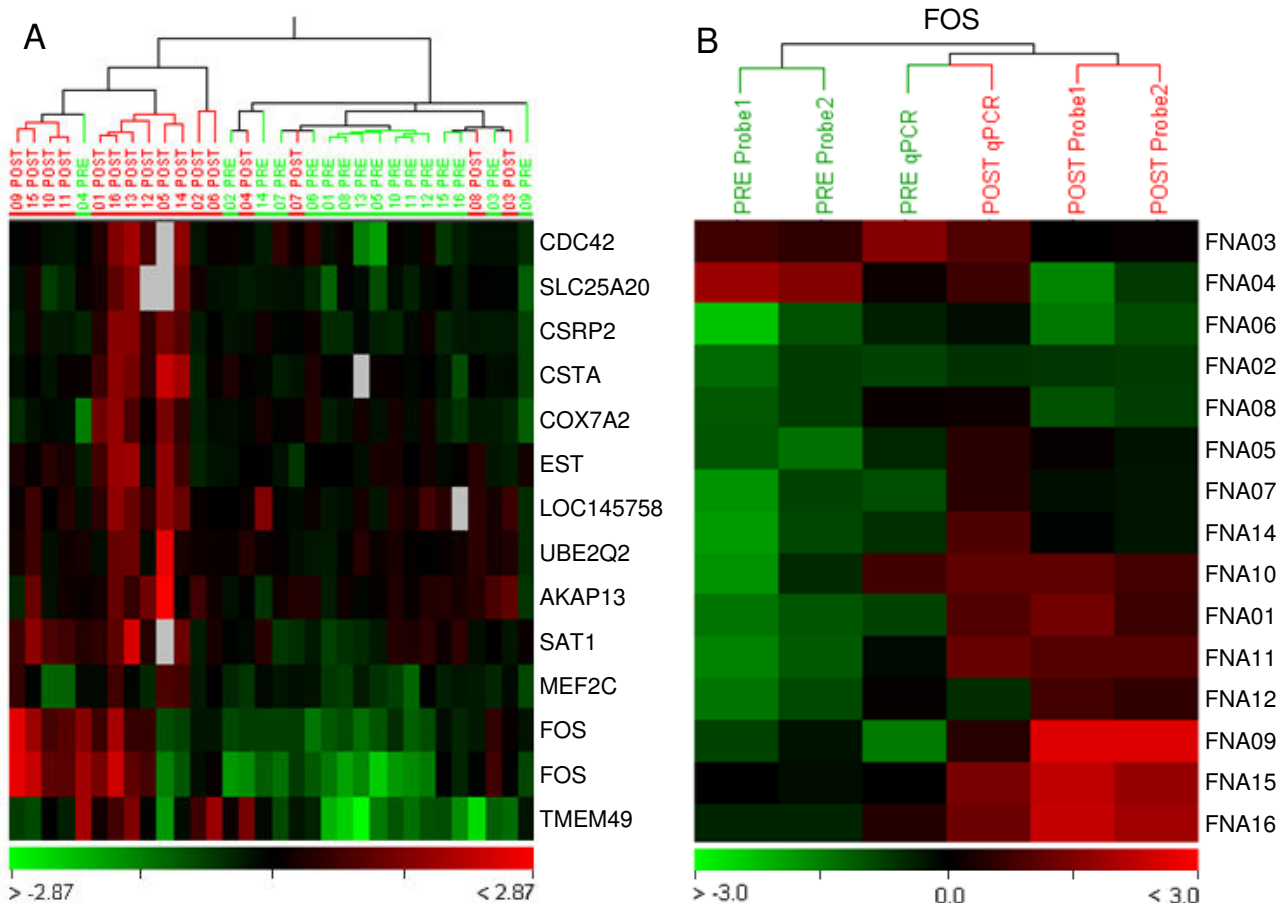 A
09 POST
15 POST
10 POST
11 POST
04 PRE
01 POST
16 POST
13 POST
12 POST
05 POST
14 POST
02 POST
06 POST
02 PRE
04 POST
14 PRE
07 PRE
07 POST
06 PRE
01 PRE
08 PRE
13 PRE
05 PRE
10 PRE
11 PRE
12 PRE
15 PRE
16 PRE
08 POST
03 PRE
03 POST
09 PRE
CDC42
SLC25A20
CSRP2
CSTA
COX7A2
EST
LOC145758
UBE2Q2
AKAP13
SAT1
MEF2C
FOS
FOS
TMEM49
> -2.87
< 2.87
B
FOS
PRE Probe1
PRE Probe2
PRE qPCR
POST qPCR
POST Probe1
POST Probe2
FNA03
FNA04
FNA06
FNA02
FNA08
FNA05
FNA07
FNA14
FNA10
FNA01
FNA11
FNA12
FNA09
FNA15
FNA16
> -3.0
0.0
< 3.0